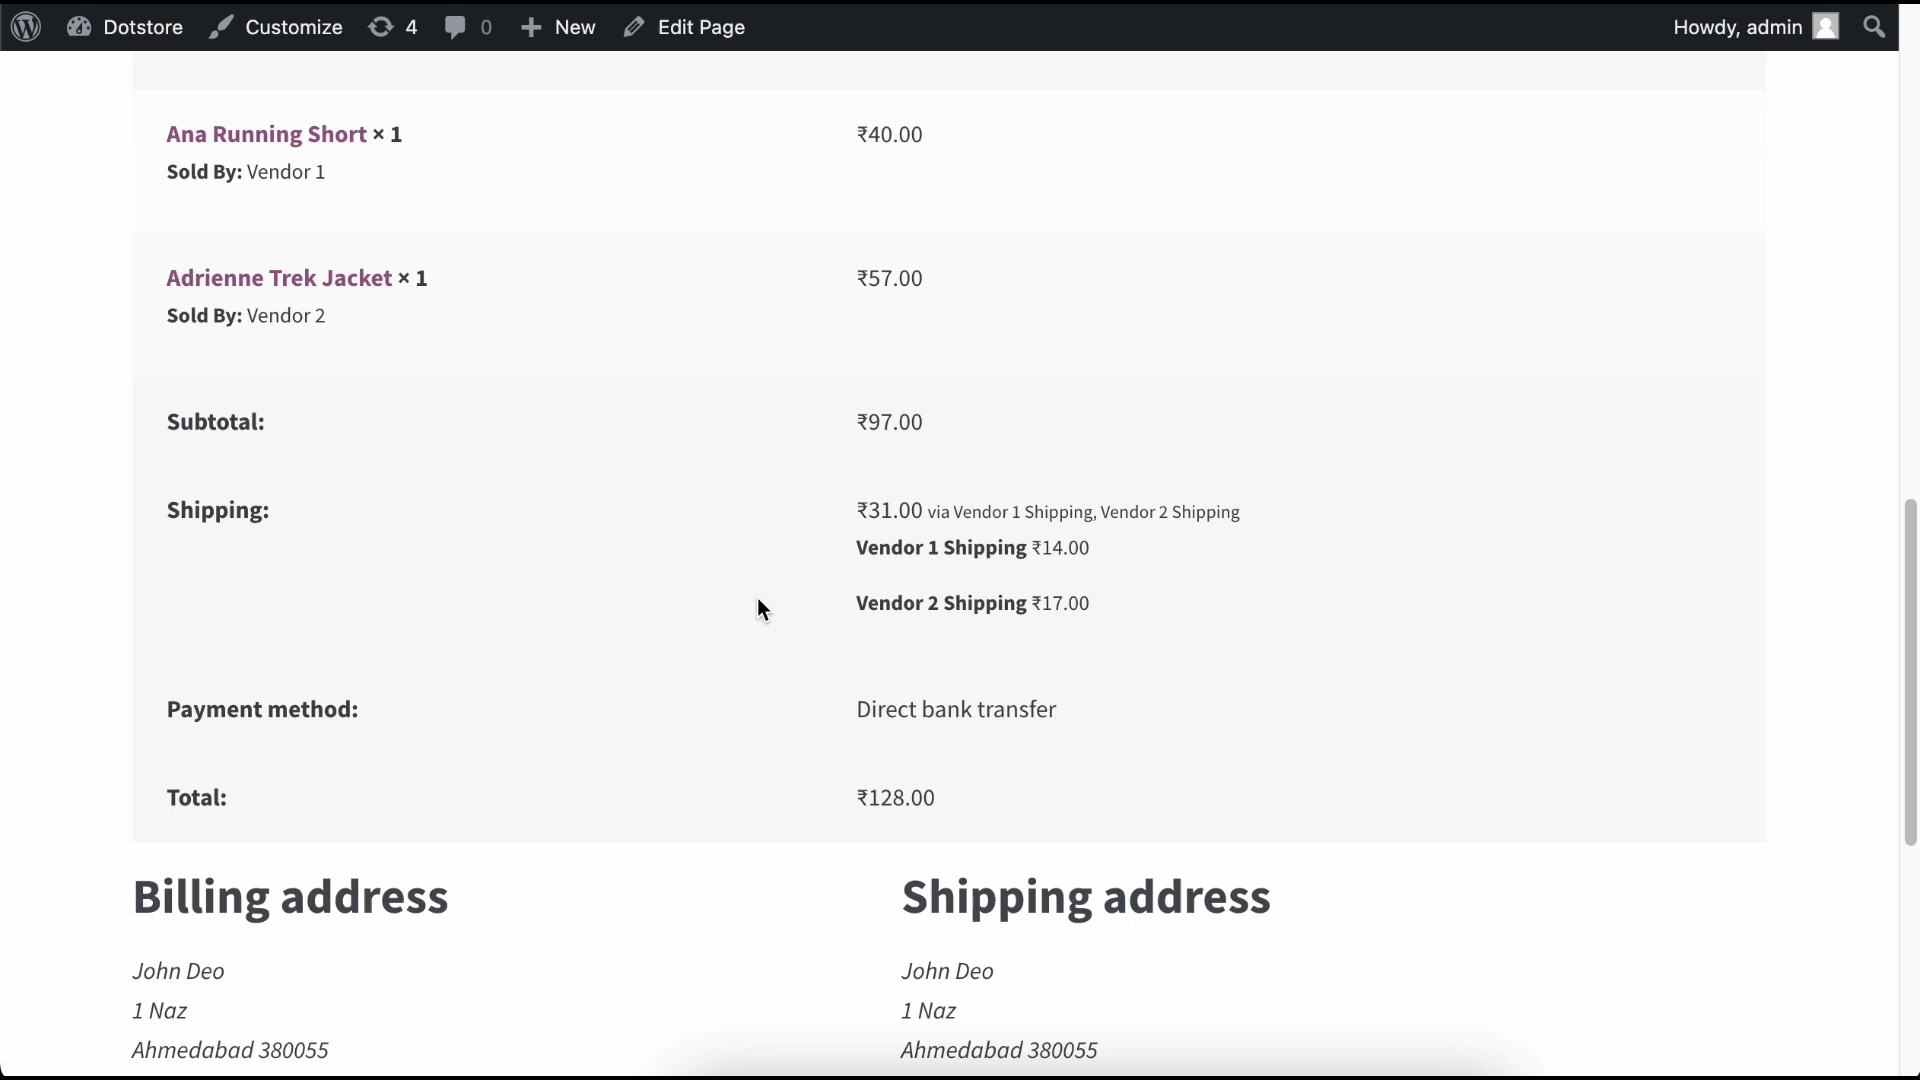 Dotstore Customize 4 0 New Edit Page Howdy, admin
Ana Running Short × 1 ₹40.00
Sold By: Vendor 1
Adrienne Trek Jacket × 1 ₹57.00
Sold By: Vendor 2
Subtotal: ₹97.00
Shipping: ₹31.00 via Vendor 1 Shipping, Vendor 2 Shipping
Vendor 1 Shipping ₹14.00
Vendor 2 Shipping ₹17.00
Payment method: Direct bank transfer
Total: ₹128.00
Billing address
John Deo
1 Naz
Ahmedabad 380055
Shipping address
John Deo
1 Naz
Ahmedabad 380055